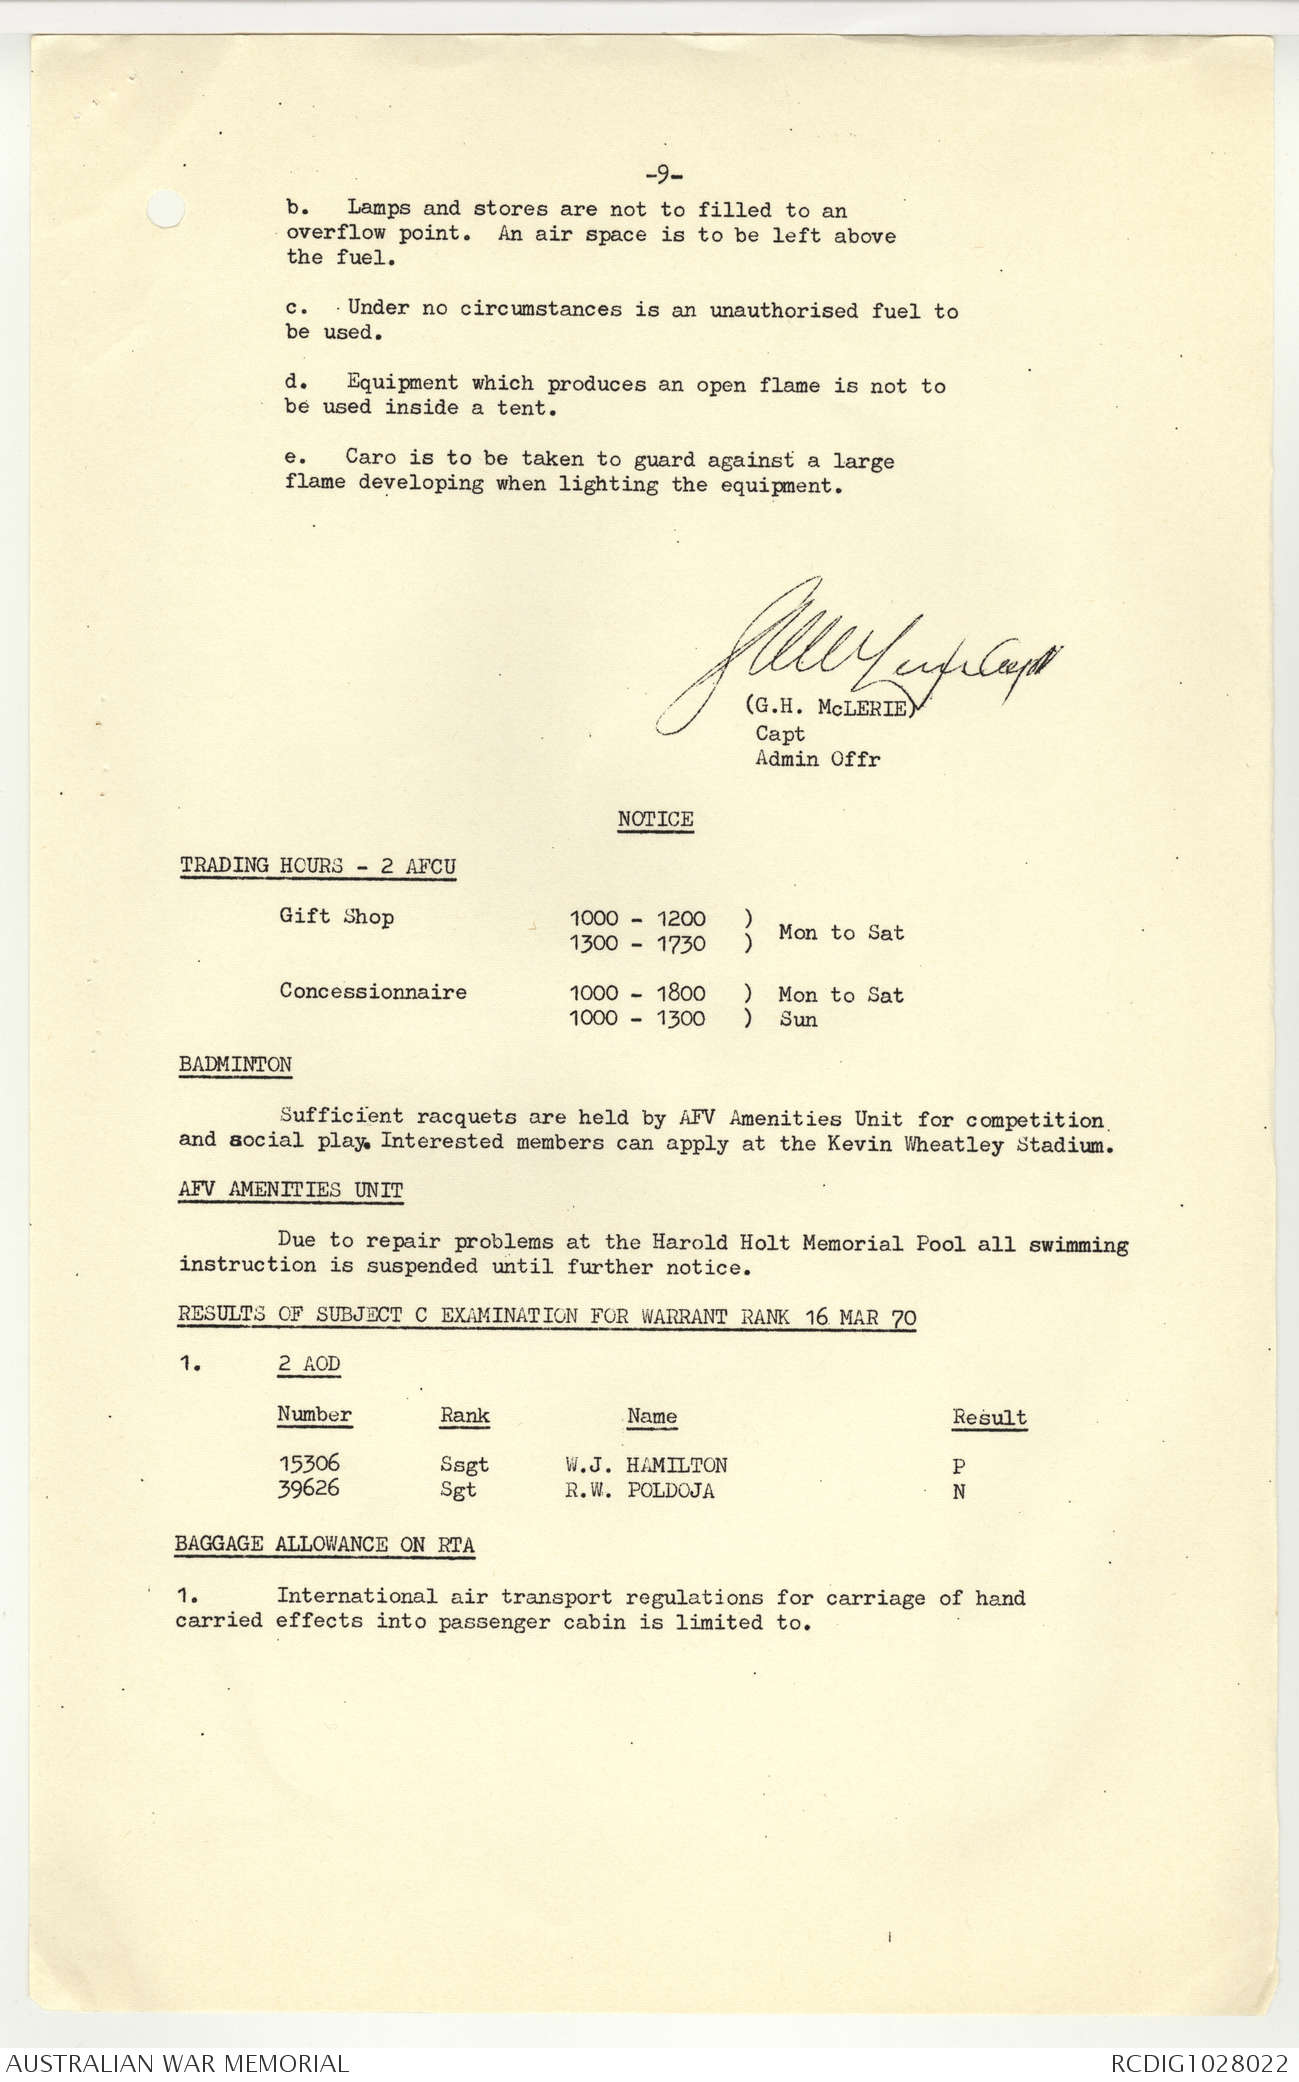 -9-
b. Lamps and stores are not to filled to an
overflow point. An air space is to be left above
the fuel.
c. Under no circumstances is an unauthorised fuel to
be used.
d. Equipment which produces an open flame is not to
be used inside a tent.
e. Caro is to be taken to guard against a large
flame developing when lighting the equipment.
(G.H. McLERIE)
Capt
Admin Offr
NOTICE
TRADING HOURS - 2 AFCU
Gift Shop 1000 - 1200 )
1300 - 1730 ) Mon to Sat
Concessionnaire 1000 - 1800 ) Mon to Sat
1000 - 1300 ) Sun
BADMINTON
Sufficient racquets are held by AFV Amenities Unit for competition
and social play. Interested members can apply at the Kevin Wheatley Stadium.
AFV AMENITIES UNIT
Due to repair problems at the Harold Holt Memorial Pool all swimming
instruction is suspended until further notice.
RESULTS OF SUBJECT C EXAMINATION FOR WARRANT RANK 16 MAR 70
1. 2 AOD
Number Rank Name Result
15306 Ssgt W.J. HAMILTON P
39626 Sgt R.W. POLDOJA N
BAGGAGE ALLOWANCE ON RTA
1. International air transport regulations for carriage of hand
carried effects into passenger cabin is limited to.
AUSTRALIAN WAR MEMORIAL RCDIG1028022